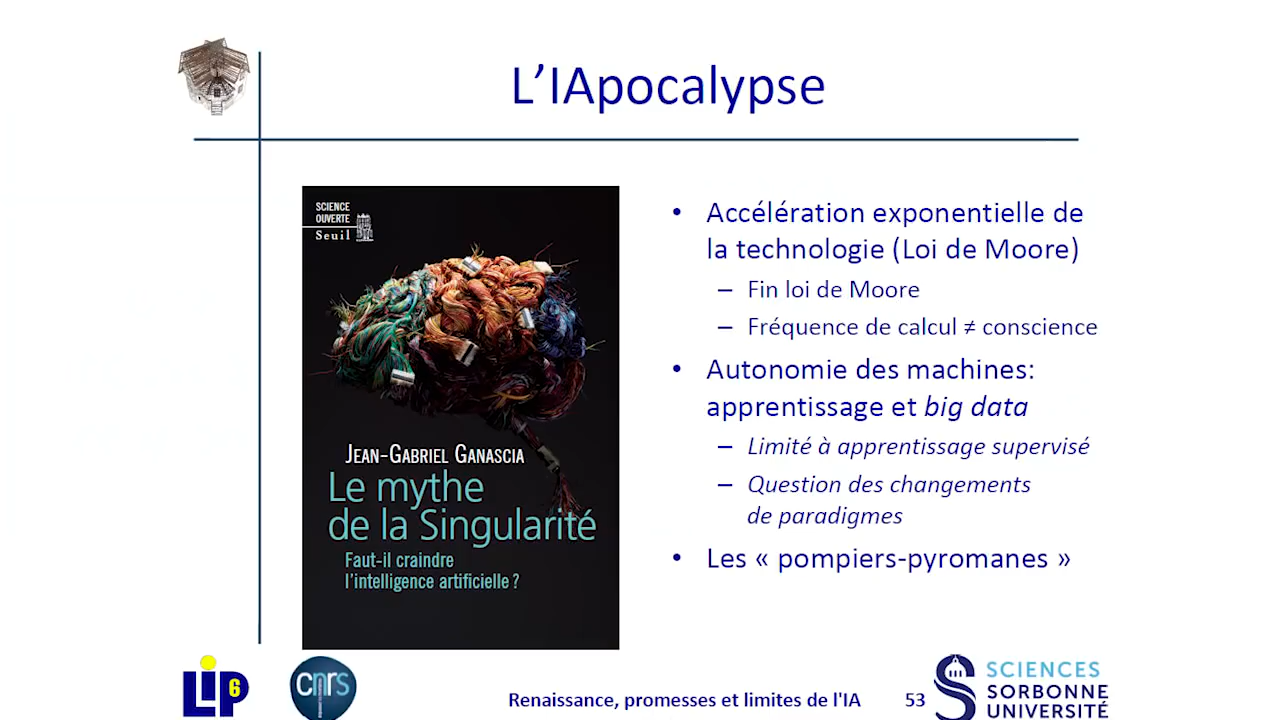 L'IApocalypse
SCIENCE
OUVERTE
Seuil
JEAN-GABRIEL GANASCIA
Le mythe
de la Singularité
Faut-il craindre
l'intelligence artificielle ?
• Accélération exponentielle de
la technologie (Loi de Moore)
– Fin loi de Moore
– Fréquence de calcul ≠ conscience
• Autonomie des machines:
apprentissage et big data
– Limité à apprentissage supervisé
– Question des changements
de paradigmes
• Les « pompiers-pyromanes »
LIP6
cnrs
Renaissance, promesses et limites de l'IA
53
SCIENCES
SORBONNE
UNIVERSITÉ